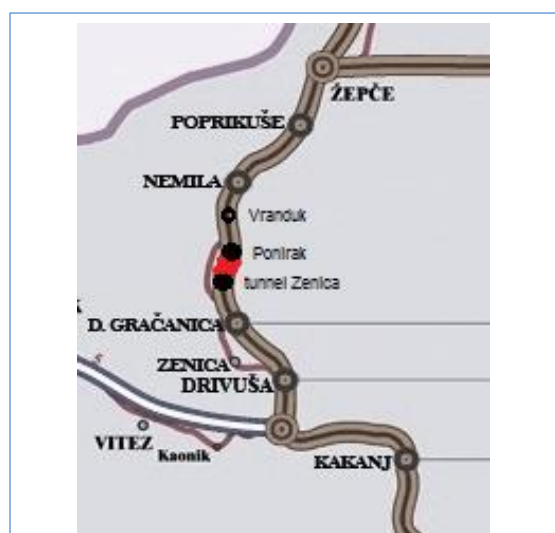 ŽEPČE
POPRIKUŠE
NEMILA
Vranduk
Ponirak
tunnel Zenica
D. GRAČANICA
ZENICA
DRIVUŠA
VITEZ
Kaonik
KAKANJ